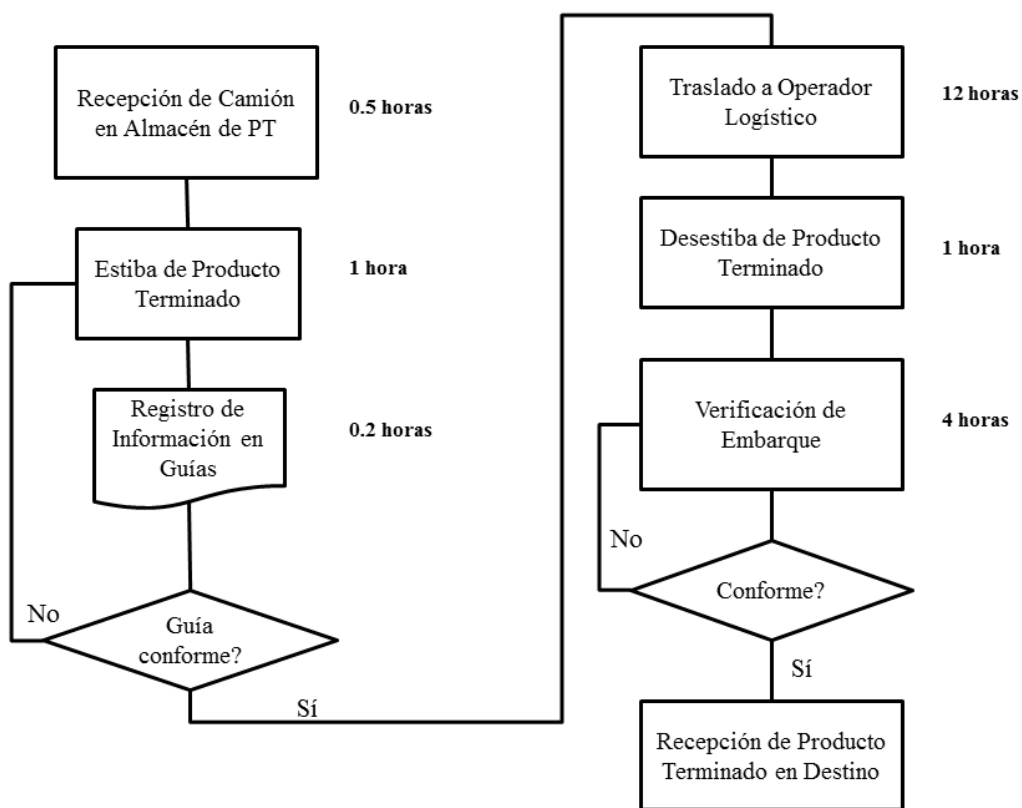 Recepción de Camión
en Almacén de PT
0.5 horas
Estiba de Producto
Terminado
1 hora
Registro de
Información en
Guías
0.2 horas
No
Guía
conforme?
Sí
Traslado a Operador
Logístico
12 horas
Desestiba de Producto
Terminado
1 hora
Verificación de
Embarque
4 horas
No
Conforme?
Sí
Recepción de Producto
Terminado en Destino